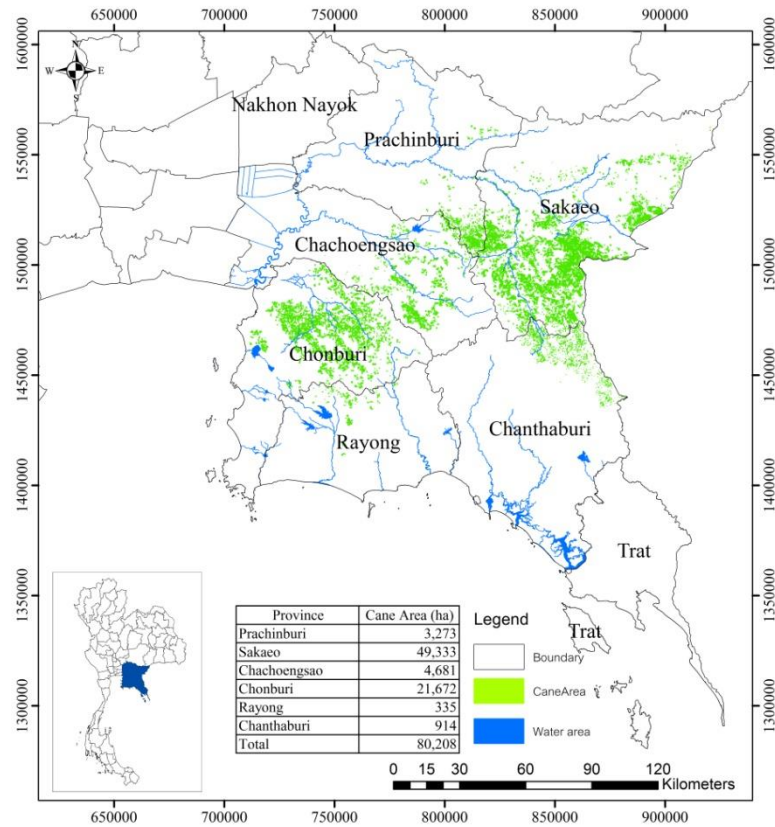 650000 700000 750000 800000 850000 900000
1600000
1550000
1500000
1450000
1400000
1350000
1300000
N
W E
S
Nakhon Nayok
Prachinburi
Sakaeo
Chachoengsao
Chonburi
Rayong
Chanthaburi
Trat
Trat
Province Cane Area (ha)
Prachinburi 3,273
Sakaeo 49,333
Chachoengsao 4,681
Chonburi 21,672
Rayong 335
Chanthaburi 914
Total 80,208
Legend
Boundary
CaneArea
Water area
0 15 30 60 90 120
Kilometers
1600000
1550000
1500000
1450000
1400000
1350000
1300000
650000 700000 750000 800000 850000 900000